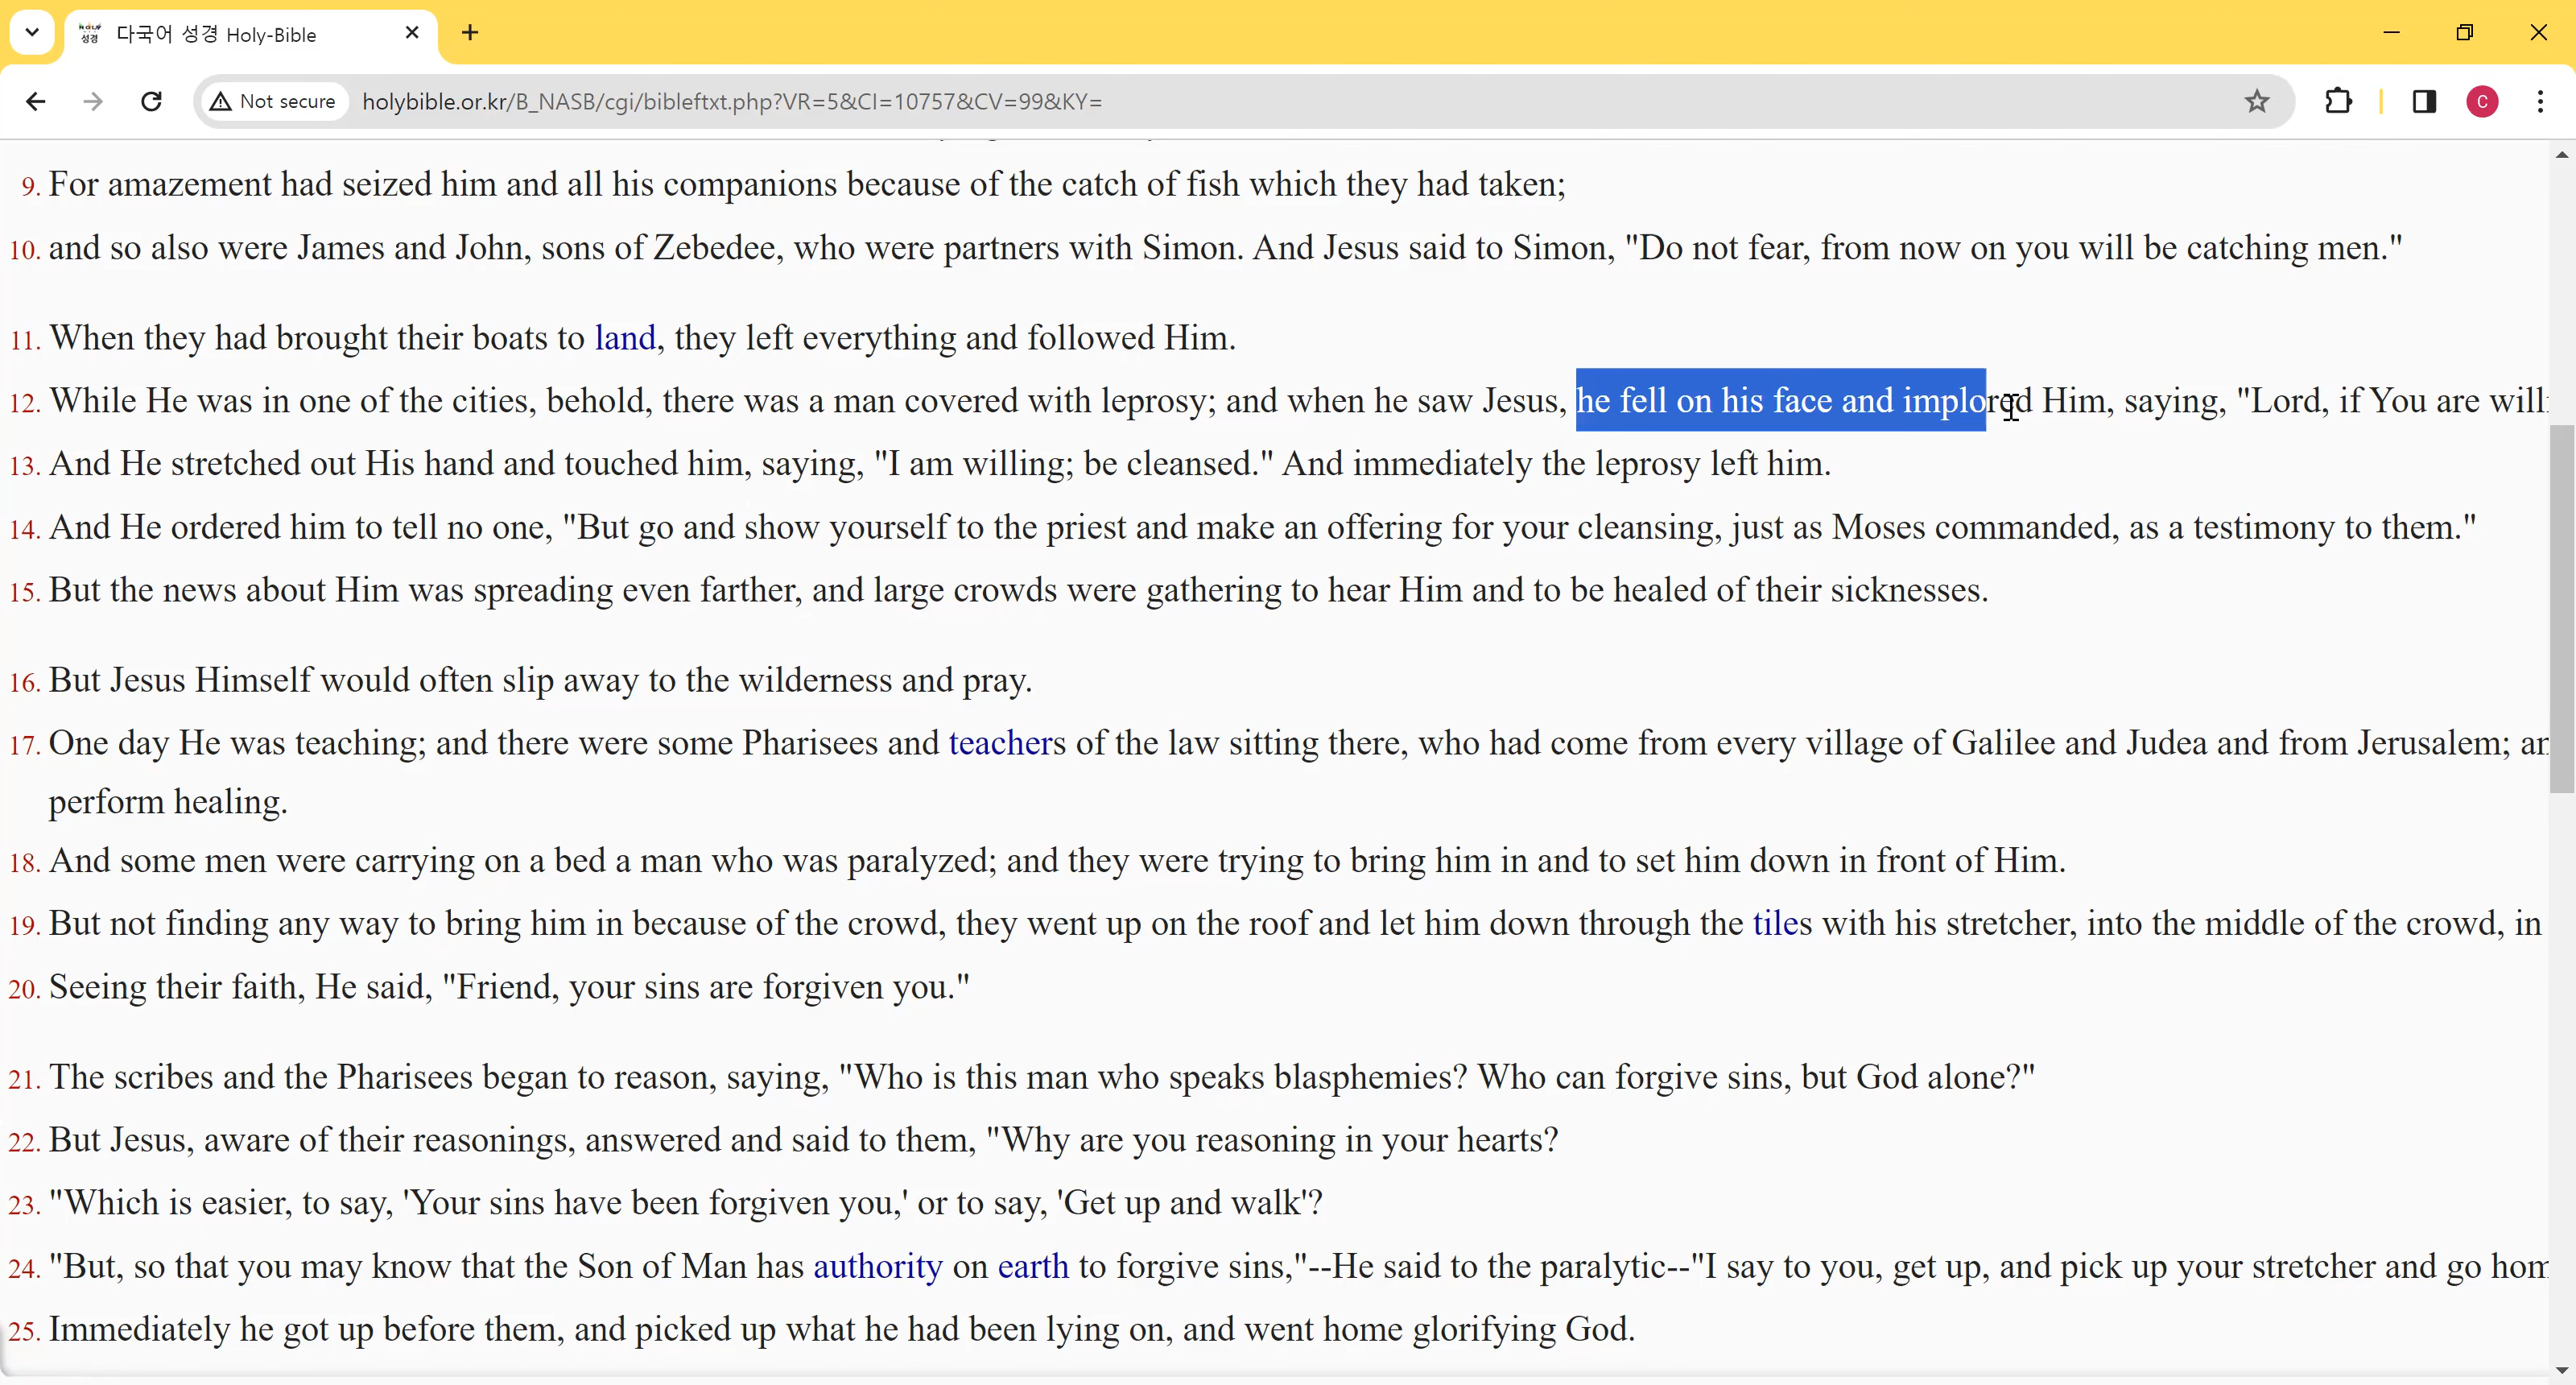 다국어 성경 Holy-Bible
Not secure
holybible.or.kr/B_NASB/cgi/bibleftxt.php?VR=5&CI=10757&CV=99&KY=
C
9. For amazement had seized him and all his companions because of the catch of fish which they had taken;
10. and so also were James and John, sons of Zebedee, who were partners with Simon. And Jesus said to Simon, "Do not fear, from now on you will be catching men."
11. When they had brought their boats to land, they left everything and followed Him.
12. While He was in one of the cities, behold, there was a man covered with leprosy; and when he saw Jesus, he fell on his face and implored Him, saying, "Lord, if You are will
13. And He stretched out His hand and touched him, saying, "I am willing; be cleansed." And immediately the leprosy left him.
14. And He ordered him to tell no one, "But go and show yourself to the priest and make an offering for your cleansing, just as Moses commanded, as a testimony to them."
15. But the news about Him was spreading even farther, and large crowds were gathering to hear Him and to be healed of their sicknesses.
16. But Jesus Himself would often slip away to the wilderness and pray.
17. One day He was teaching; and there were some Pharisees and teachers of the law sitting there, who had come from every village of Galilee and Judea and from Jerusalem; an
perform healing.
18. And some men were carrying on a bed a man who was paralyzed; and they were trying to bring him in and to set him down in front of Him.
19. But not finding any way to bring him in because of the crowd, they went up on the roof and let him down through the tiles with his stretcher, into the middle of the crowd, in
20. Seeing their faith, He said, "Friend, your sins are forgiven you."
21. The scribes and the Pharisees began to reason, saying, "Who is this man who speaks blasphemies? Who can forgive sins, but God alone?"
22. But Jesus, aware of their reasonings, answered and said to them, "Why are you reasoning in your hearts?
23. "Which is easier, to say, 'Your sins have been forgiven you,' or to say, 'Get up and walk'?
24. "But, so that you may know that the Son of Man has authority on earth to forgive sins,"--He said to the paralytic--"I say to you, get up, and pick up your stretcher and go hom
25. Immediately he got up before them, and picked up what he had been lying on, and went home glorifying God.